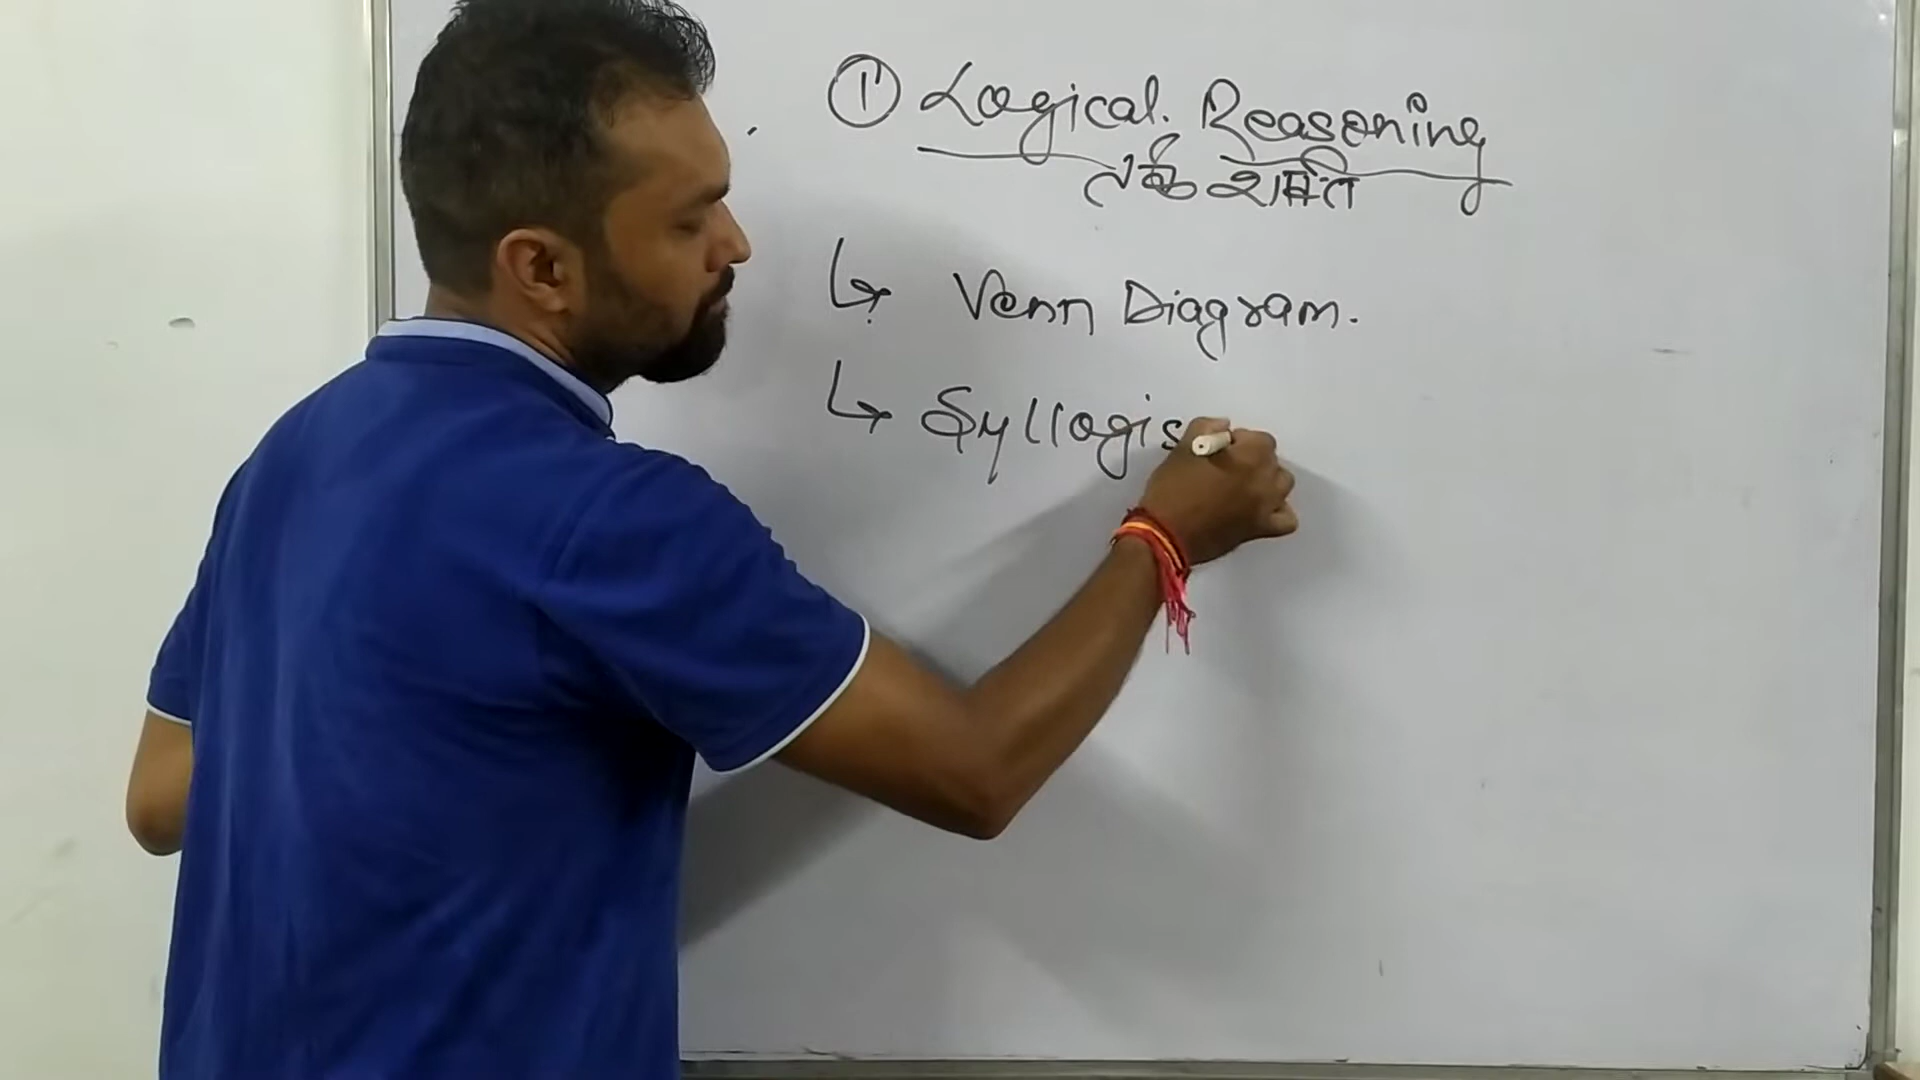 ① Logical. Reasoning
तर्क शक्ति
↳ Venn Diagram.
↳ Syllogis